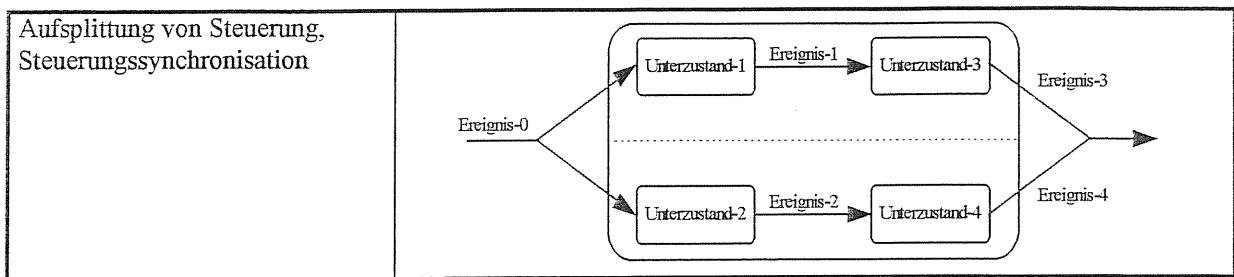 Aufsplittung von Steuerung,
Steuerungssynchronisation
Unterzustand-1
Ereignis-1
Unterzustand-3
Ereignis-3
Ereignis-0
Unterzustand-2
Ereignis-2
Unterzustand-4
Ereignis-4